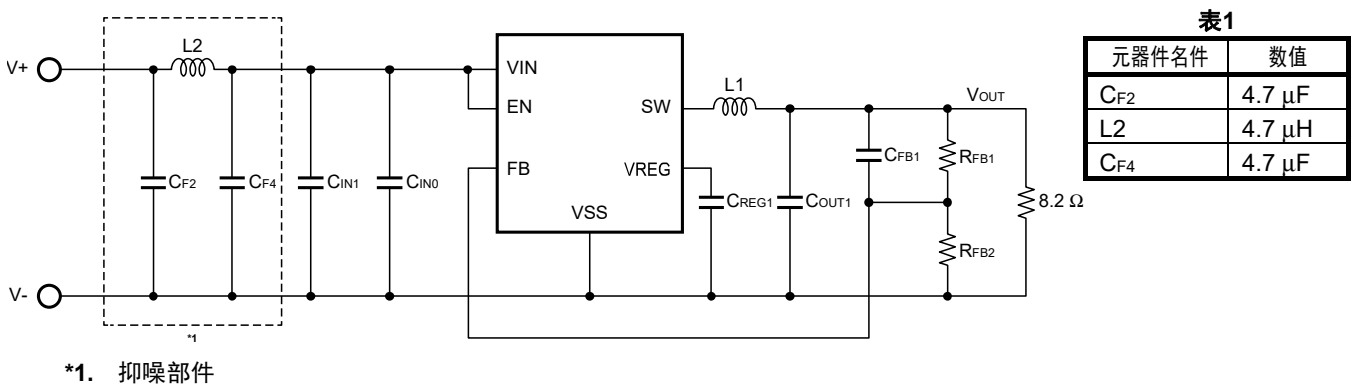 表1
元器件名件 数值
CF2 4.7 μF
L2 4.7 μH
CF4 4.7 μF
V+
L2
VIN
EN
FB
SW
VREG
VSS
L1
VOUT
CF2
CF4
CIN1
CIN0
CREG1
COUT1
CFB1
RFB1
RFB2
8.2 Ω
V-
*1
*1. 抑噪部件